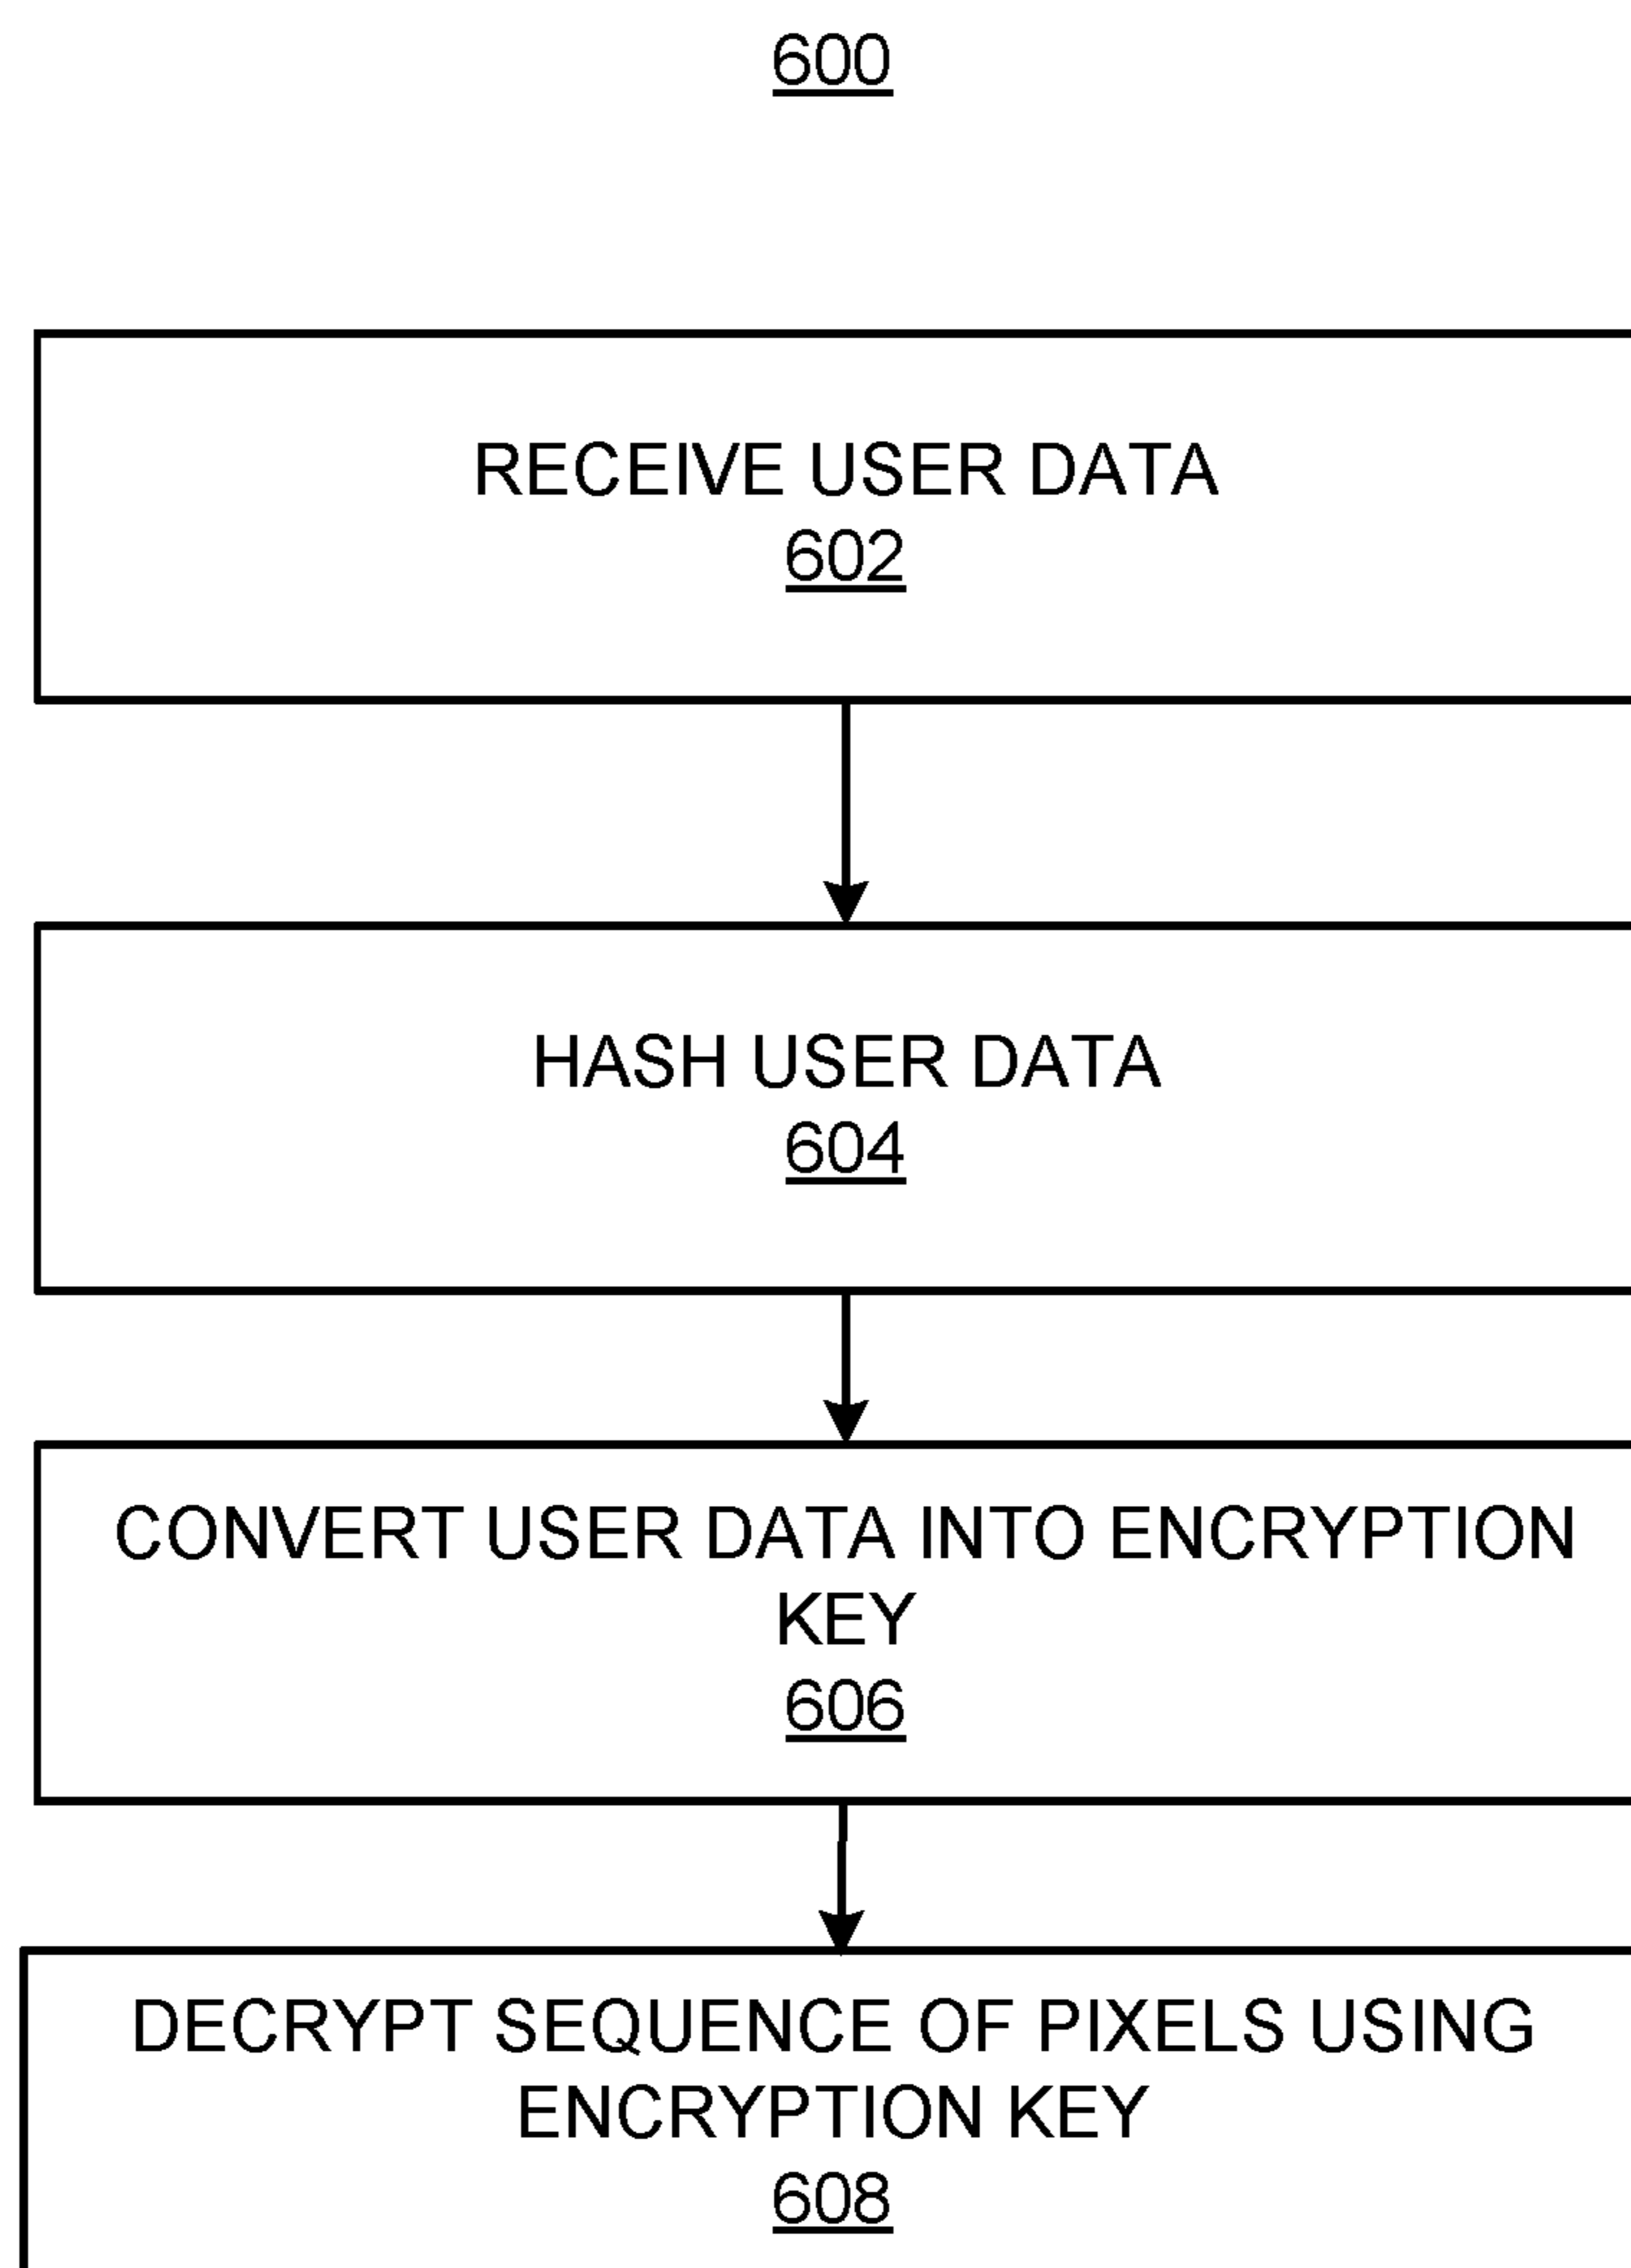 600
RECEIVE USER DATA
602
HASH USER DATA
604
CONVERT USER DATA INTO ENCRYPTION
KEY
606
DECRYPT SEQUENCE OF PIXELS USING
ENCRYPTION KEY
608